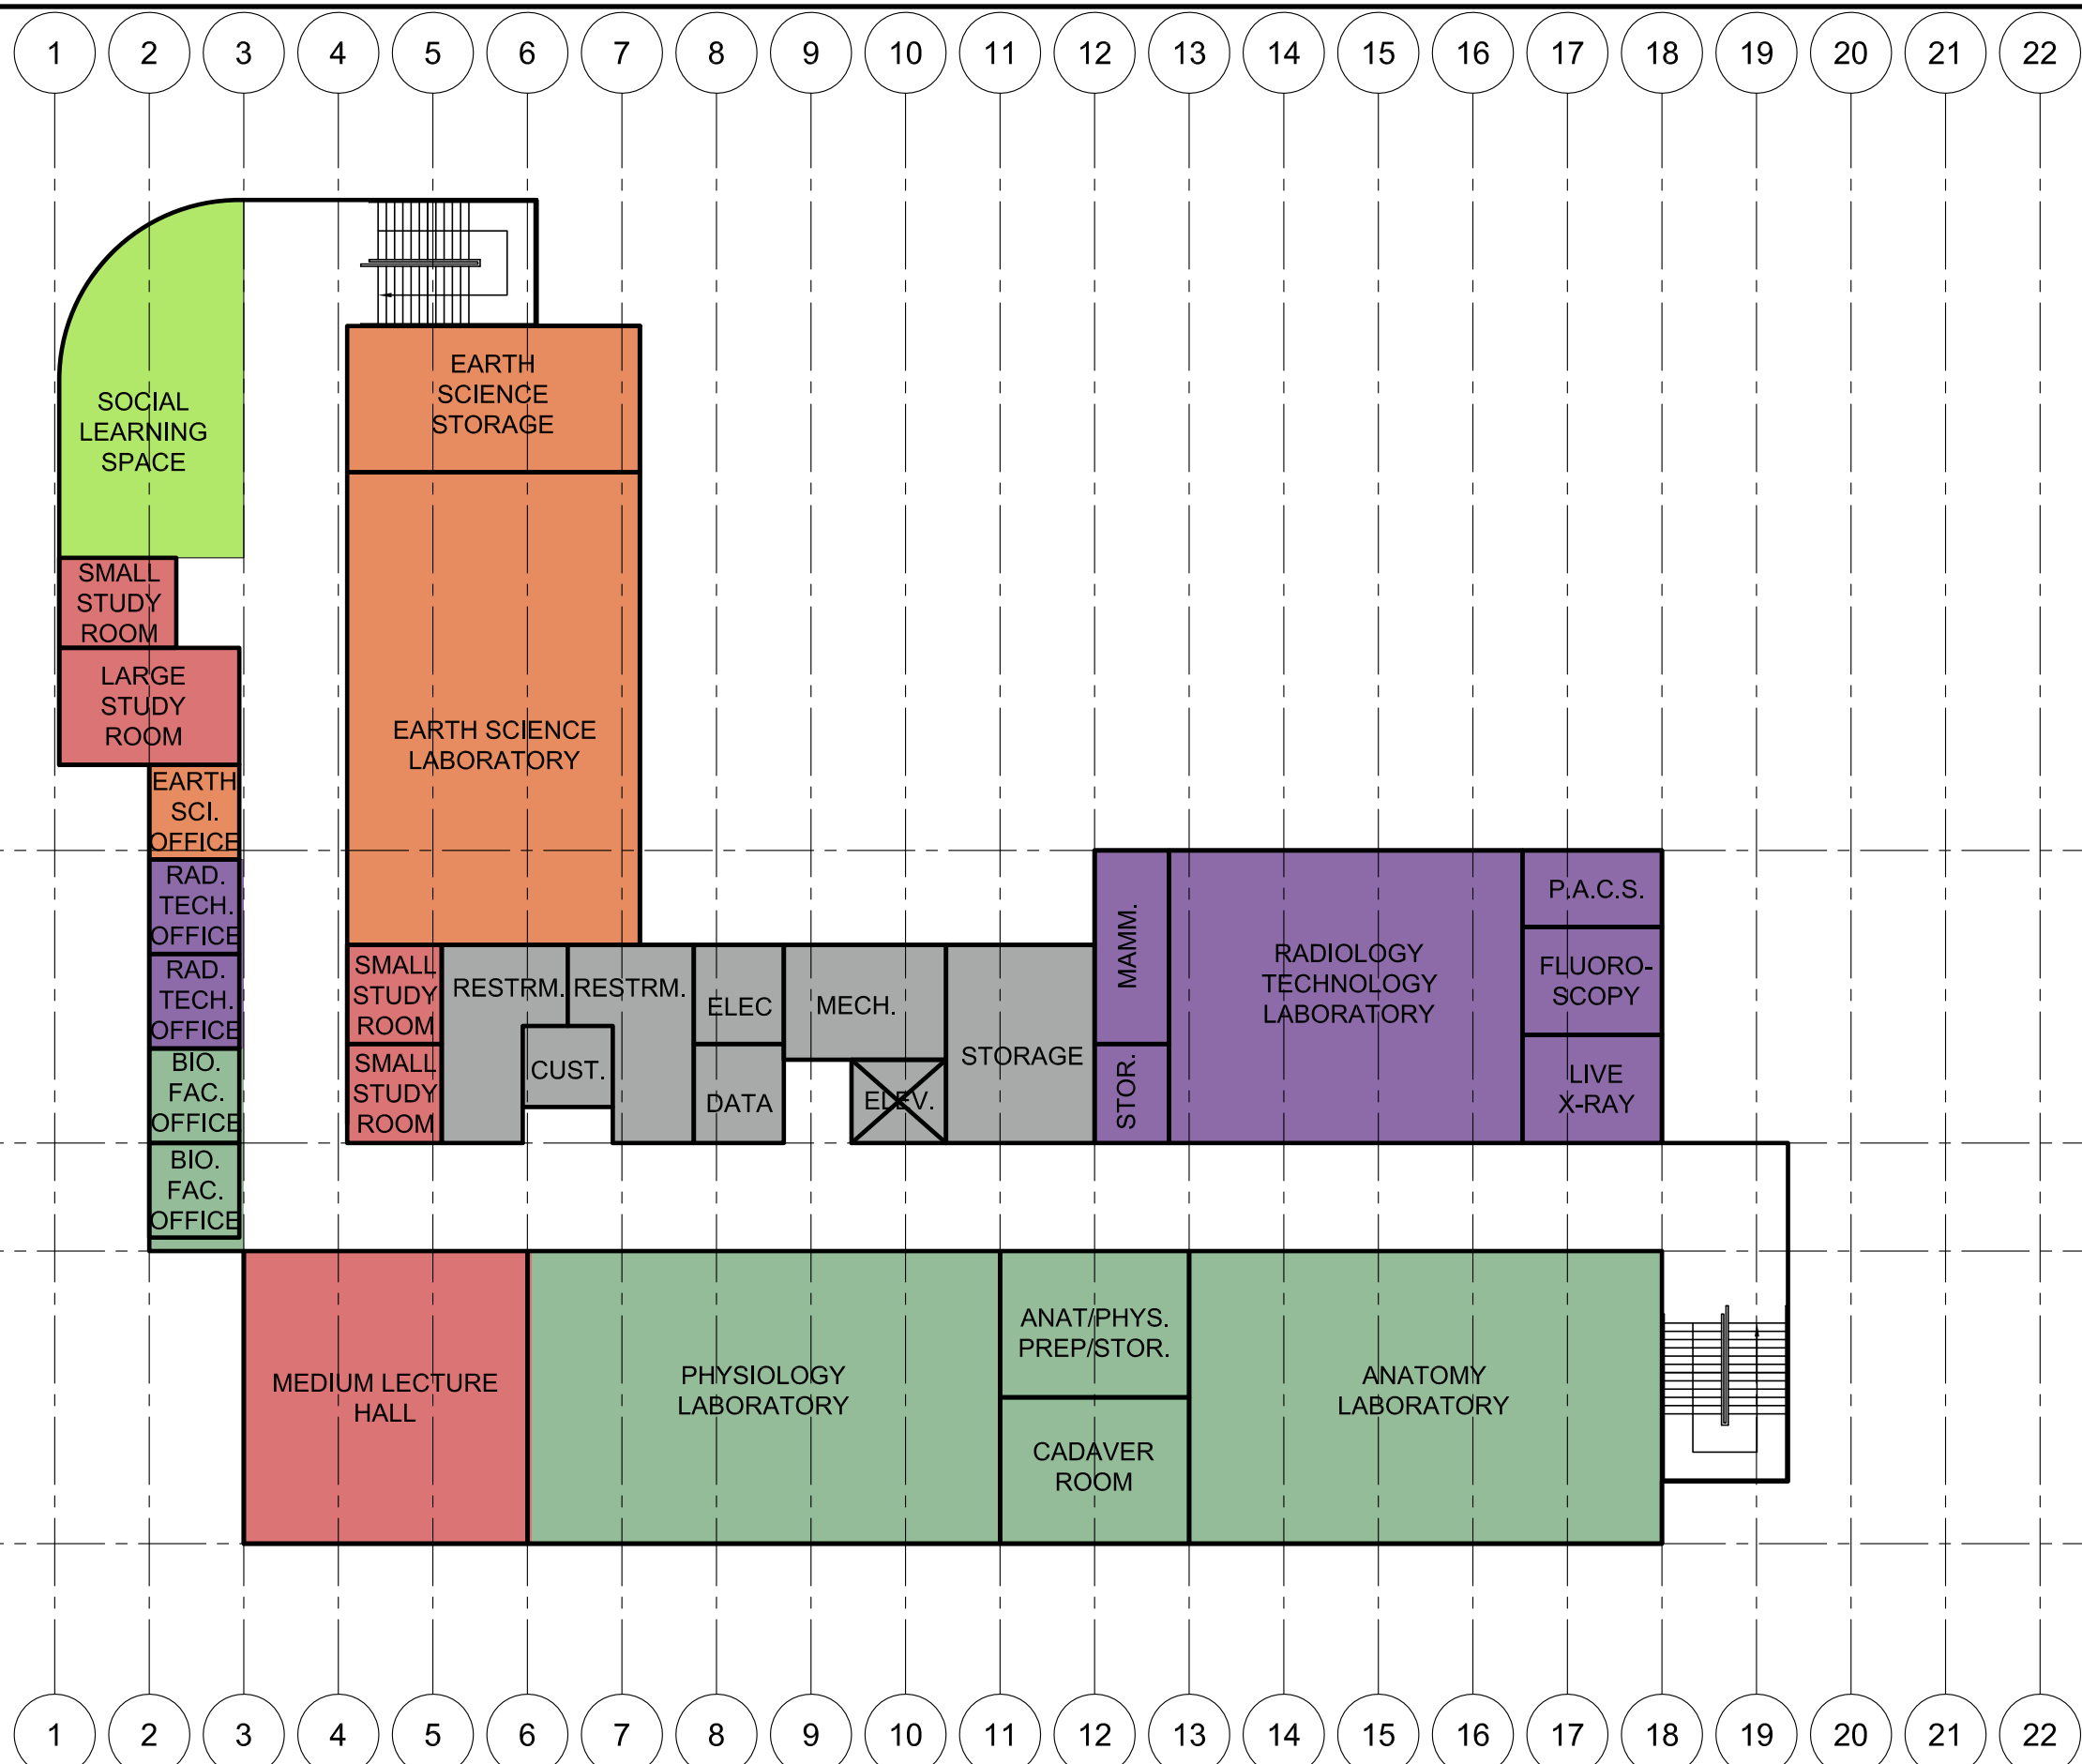 1 2 3 4 5 6 7 8 9 10 11 12 13 14 15 16 17 18 19 20 21 22
EARTH
SCIENCE
STORAGE
SOCIAL
LEARNING
SPACE
SMALL
STUDY
ROOM
LARGE
STUDY
ROOM
EARTH SCIENCE
LABORATORY
EARTH
SCI.
OFFICE
RAD.
TECH.
OFFICE
RAD.
TECH.
OFFICE
BIO.
FAC.
OFFICE
BIO.
FAC.
OFFICE
SMALL
STUDY
ROOM
SMALL
STUDY
ROOM
RESTRM.
RESTRM.
CUST.
ELEC
DATA
MECH.
ELEV.
STORAGE
MAMM.
STOR.
RADIOLOGY
TECHNOLOGY
LABORATORY
P.A.C.S.
FLUORO-
SCOPY
LIVE
X-RAY
MEDIUM LECTURE
HALL
PHYSIOLOGY
LABORATORY
ANAT/PHYS.
PREP/STOR.
CADAVER
ROOM
ANATOMY
LABORATORY
1 2 3 4 5 6 7 8 9 10 11 12 13 14 15 16 17 18 19 20 21 22